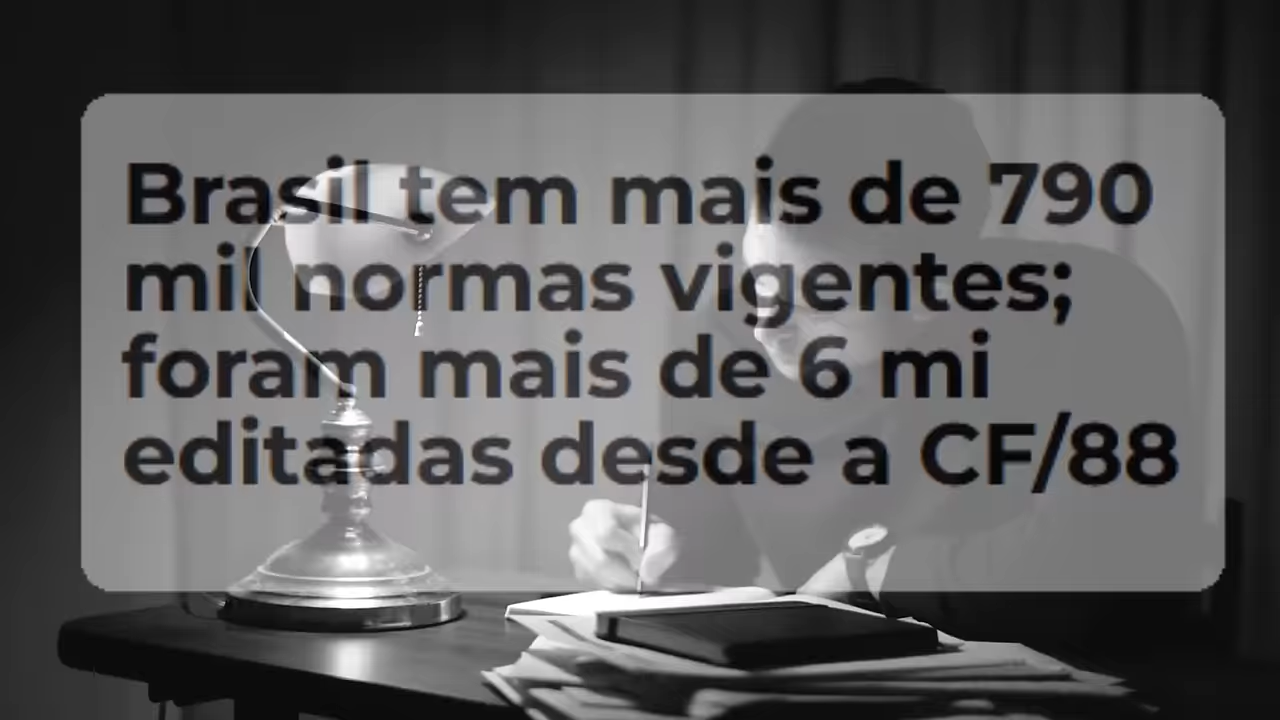 Brasil tem mais de 790
mil normas vigentes;
foram mais de 6 mi
editadas desde a CF/88